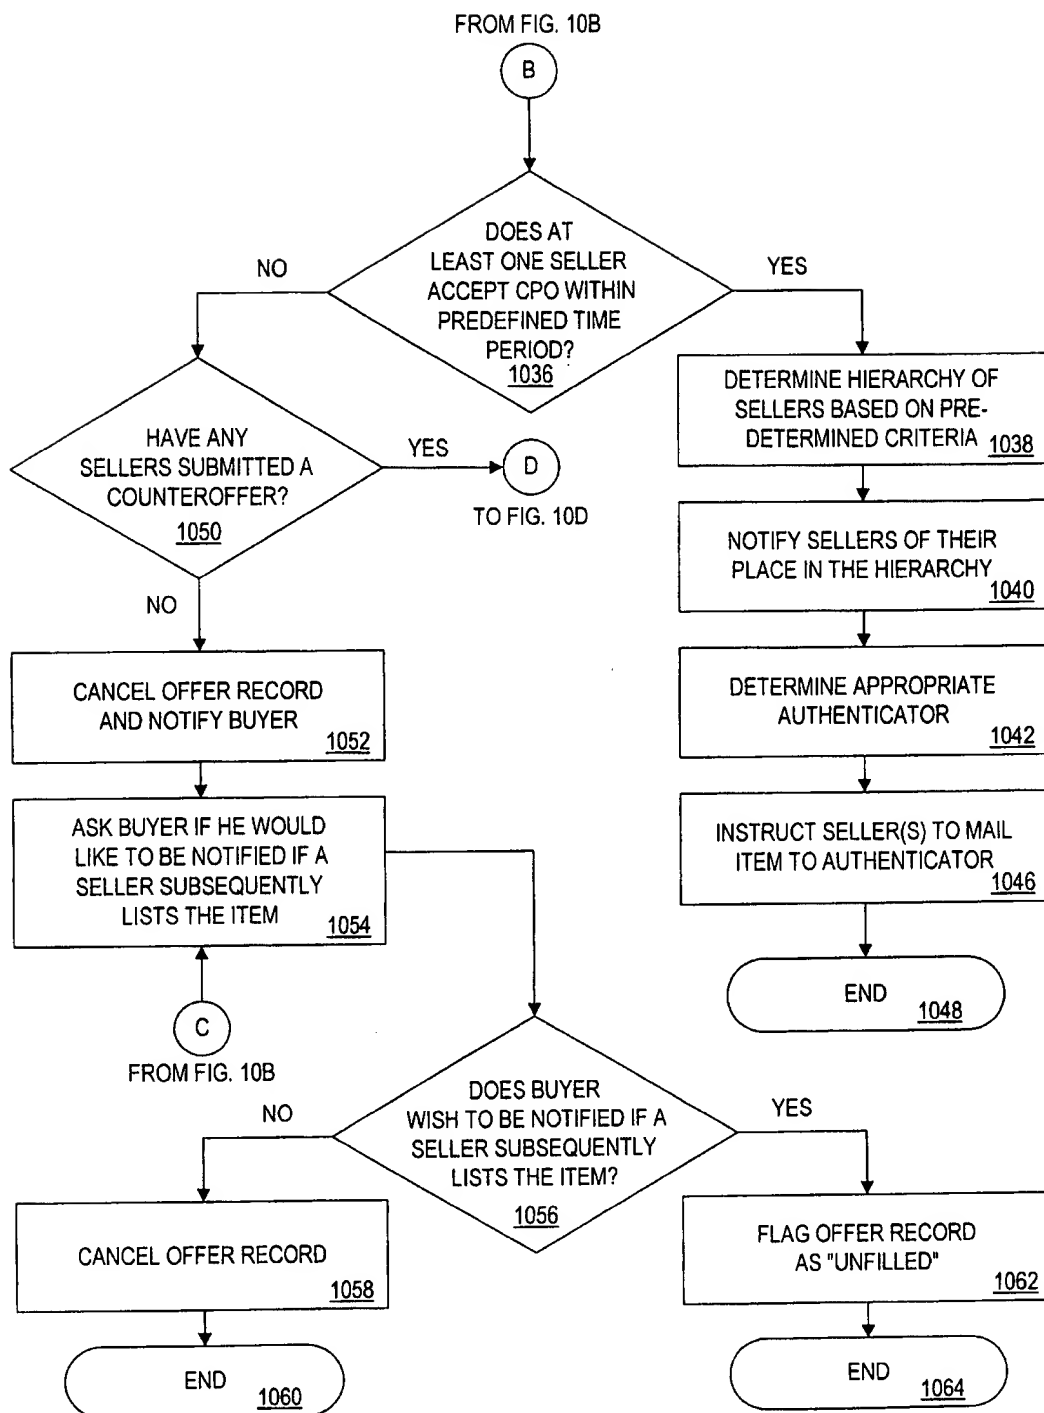 FROM FIG. 10B
B
DOES AT
LEAST ONE SELLER
ACCEPT CPO WITHIN
PREDEFINED TIME
PERIOD?
1036
NO
YES
DETERMINE HIERARCHY OF
SELLERS BASED ON PRE-
DETERMINED CRITERIA
1038
HAVE ANY
SELLERS SUBMITTED A
COUNTEROFFER?
1050
YES
D
TO FIG. 10D
NOTIFY SELLERS OF THEIR
PLACE IN THE HIERARCHY
1040
NO
CANCEL OFFER RECORD
AND NOTIFY BUYER
1052
DETERMINE APPROPRIATE
AUTHENTICATOR
1042
ASK BUYER IF HE WOULD
LIKE TO BE NOTIFIED IF A
SELLER SUBSEQUENTLY
LISTS THE ITEM
1054
INSTRUCT SELLER(S) TO MAIL
ITEM TO AUTHENTICATOR
1046
END
1048
C
FROM FIG. 10B
DOES BUYER
WISH TO BE NOTIFIED IF A
SELLER SUBSEQUENTLY
LISTS THE ITEM?
1056
NO
YES
CANCEL OFFER RECORD
1058
FLAG OFFER RECORD
AS "UNFILLED"
1062
END
1060
END
1064